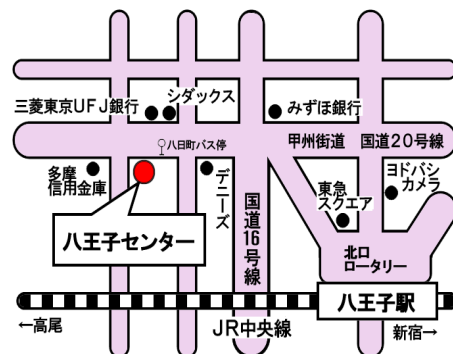 シダックス
三菱東京UFJ銀行
みずほ銀行
八日町バス停
甲州街道 国道20号線
多摩
信用金庫
デニーズ
国道16号線
東急
スクエア
ヨドバシ
カメラ
八王子センター
北口
ロータリー
八王子駅
←高尾
JR中央線
新宿→